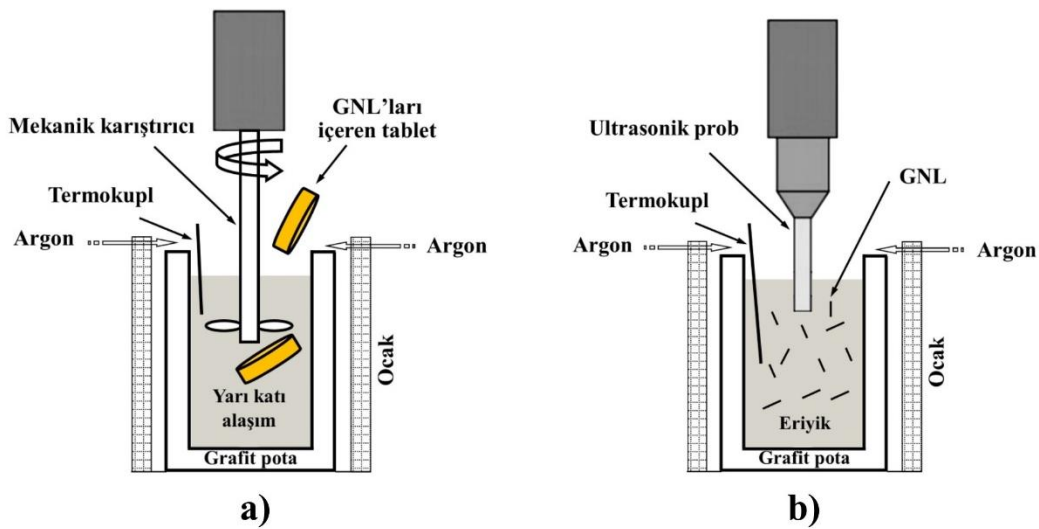 GNL’ları
içeren tablet
Mekanik karıştırıcı
Termokupl
Argon
Argon
Ocak
Yarı katı
alaşım
Grafit pota
a)
Ultrasonik prob
GNL
Termokupl
Argon
Argon
Ocak
Eriyik
Grafit pota
b)